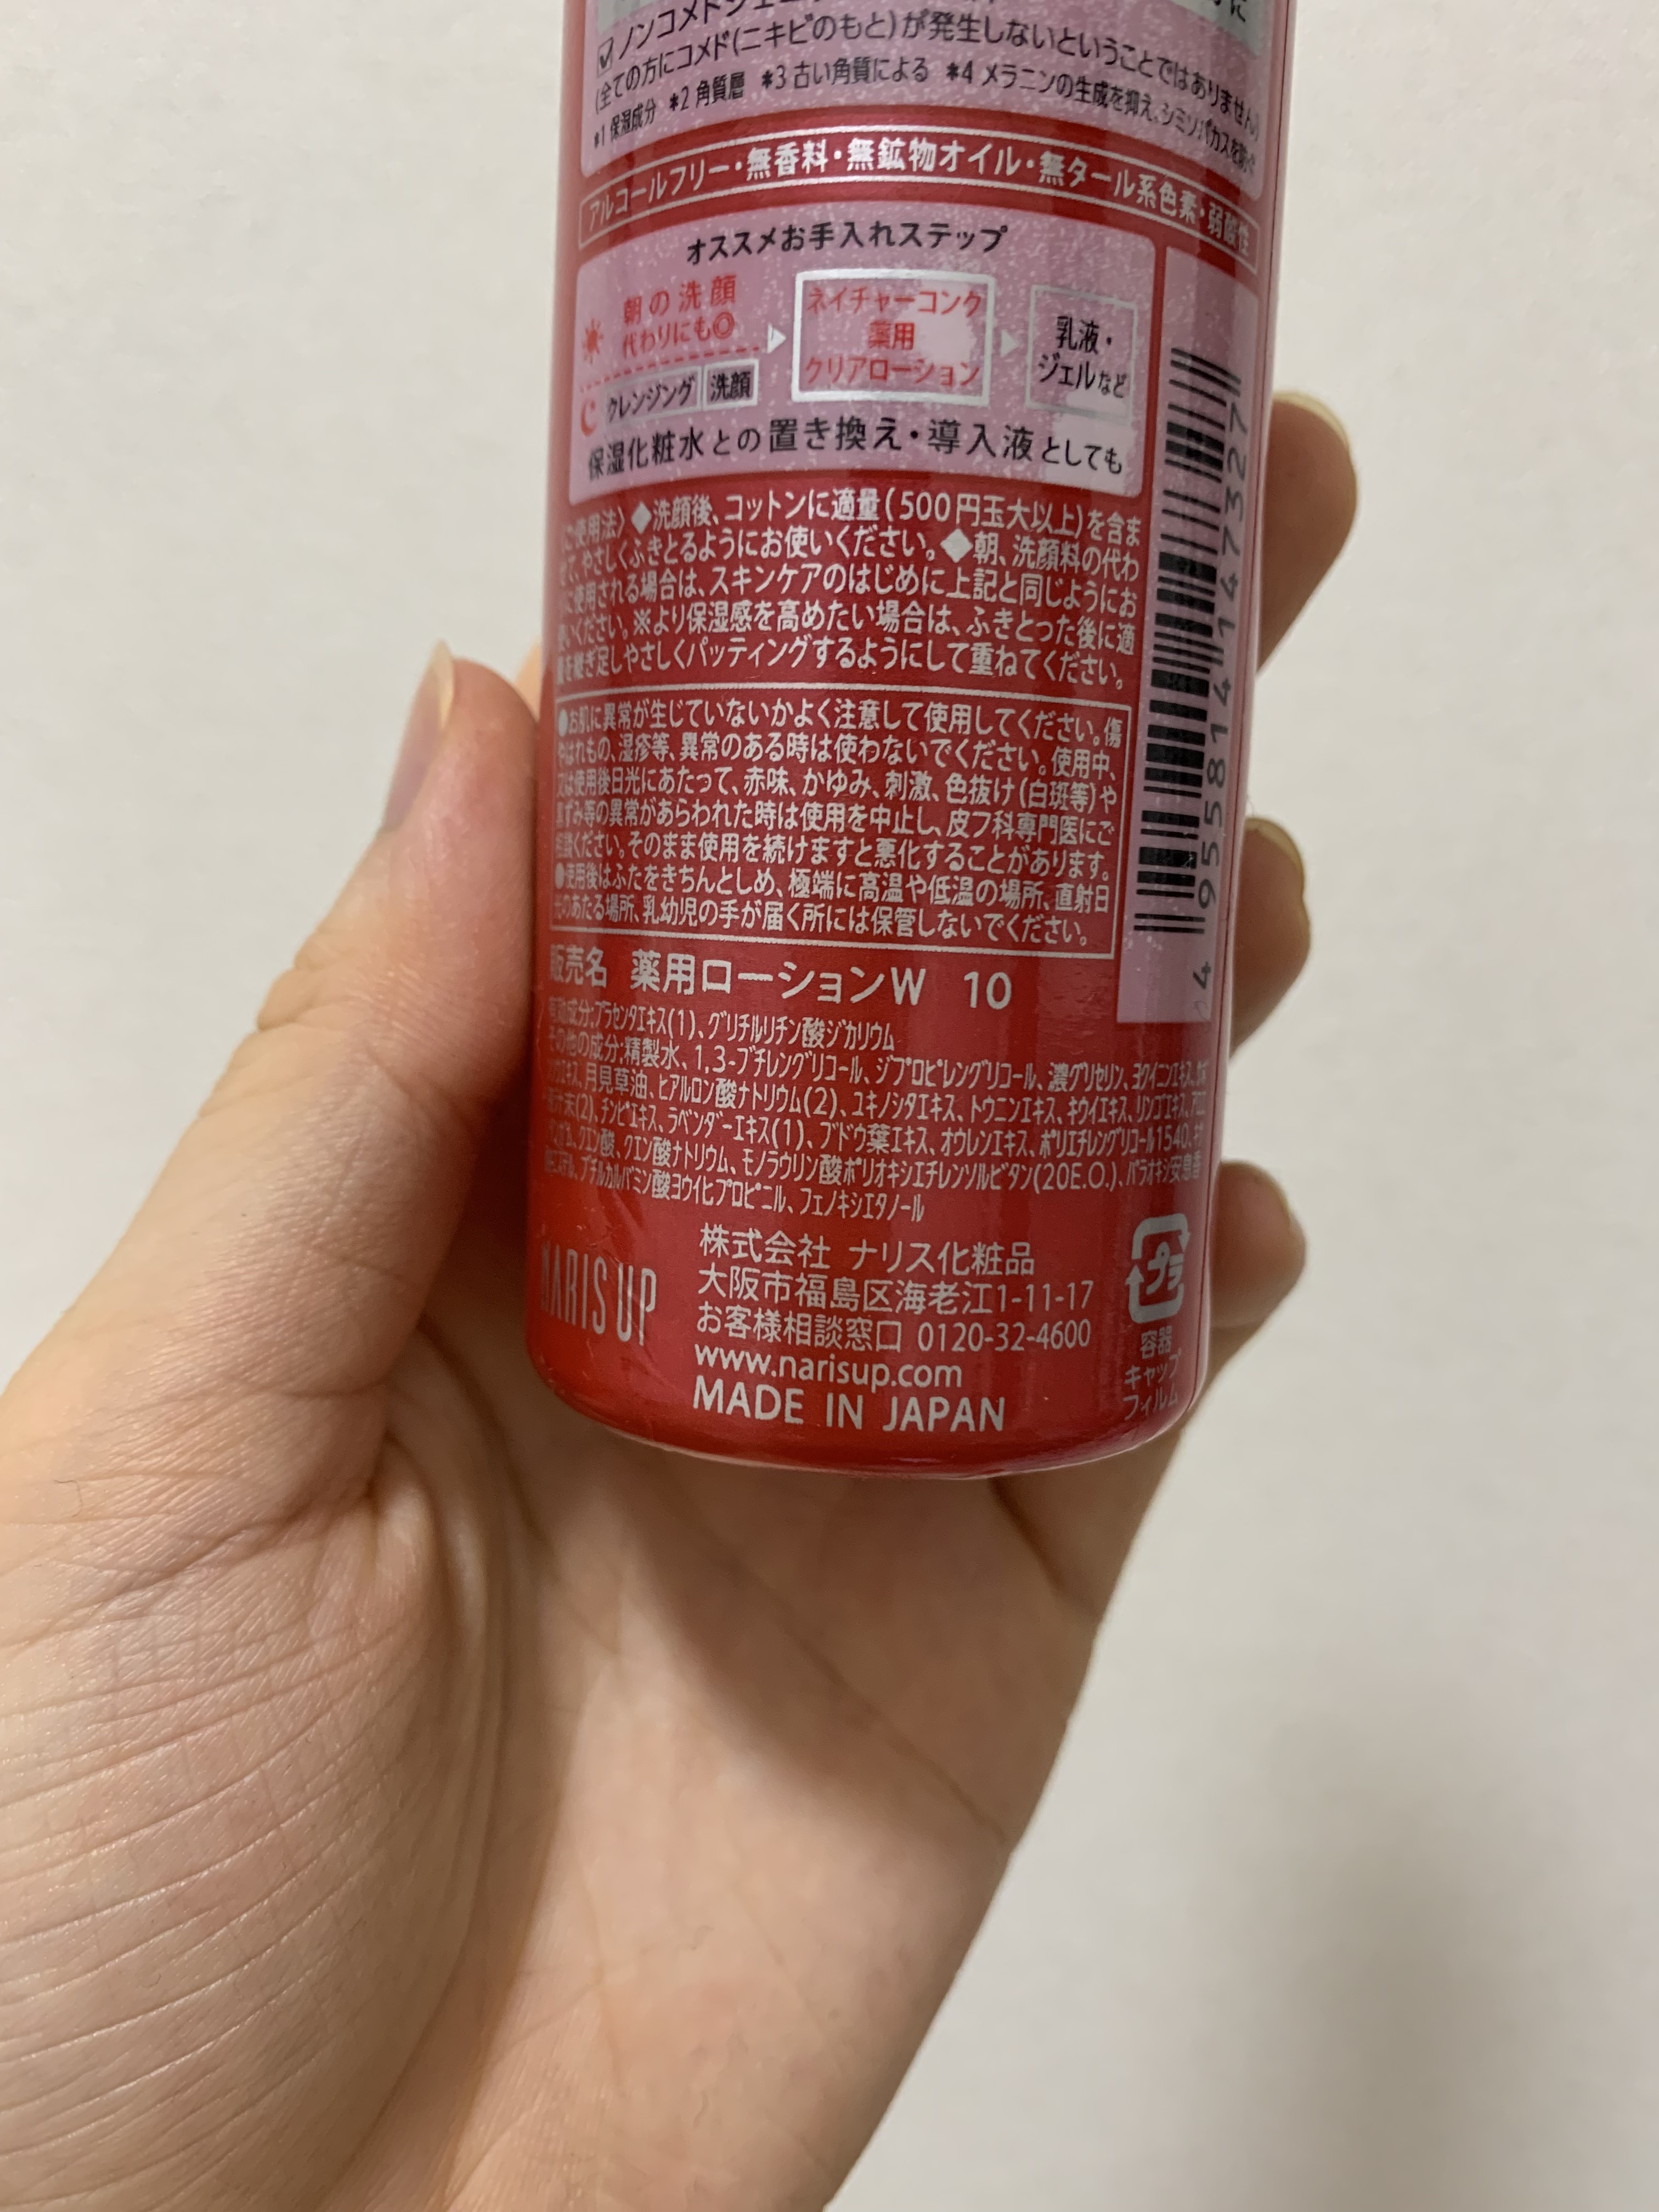 ノンコメドジェニ
に
(全ての方にコメド(ニキビのもと)が発生しないということではありません)
*1 保湿成分 *2 角質層 *3 古い角質による *4 メラニンの生成を抑え、シミ・ソバカスを防ぐ
アルコールフリー・無香料・無鉱物オイル・無タール系色素・弱酸性
オススメお手入れステップ
朝の洗顔
代わりにも◎
クレンジング 洗顔
ネイチャーコンク
薬用
クリアローション
乳液・
ジェルなど
保湿化粧水との置き換え・導入液としても
ご使用法〉◆洗顔後、コットンに適量(500円玉大以上)を含ま
せて、やさしくふきとるようにお使いください。◆朝、洗顔料の代わ
りに使用される場合は、スキンケアのはじめに上記と同じようにお
使いください。※より保湿感を高めたい場合は、ふきとった後に適
量を継ぎ足しやさしくパッティングするようにして重ねてください。
●お肌に異常が生じていないかよく注意して使用してください。傷
やはれもの、湿疹等、異常のある時は使わないでください。使用中、
又は使用後日光にあたって、赤味、かゆみ、刺激、色抜け(白斑等)や
黒ずみ等の異常があらわれた時は使用を中止し、皮フ科専門医にご
相談ください。そのまま使用を続けますと悪化することがあります。
●使用後はふたをきちんとしめ、極端に高温や低温の場所、直射日
光のあたる場所、乳幼児の手が届く所には保管しないでください。
4955814147327
販売名 薬用ローションW 10
有効成分:プラセンタエキス(1)、グリチルリチン酸ジカリウム
その他の成分:精製水、1,3-ブチレングリコール、ジプロピレングリコール、濃グリセリン、ヨクイニンエキス、
エキス、月見草油、ヒアルロン酸ナトリウム(2)、ユキノシタエキス、トウニンエキス、キウイエキス、リンゴエキス、
汁末(2)、チンピエキス、ラベンダーエキス(1)、ブドウ葉エキス、オウレンエキス、ポリエチレングリコール1540、
クエン酸、クエン酸ナトリウム、モノラウリン酸ポリオキシエチレンソルビタン(20E.O.)、パラオキシ安息香
酸エステル、ブチルカルバミン酸ヨウ化プロピニル、フェノキシエタノール
NARIS UP
株式会社 ナリス化粧品
大阪市福島区海老江1-11-17
お客様相談窓口 0120-32-4600
www.narisup.com
MADE IN JAPAN
プラ
容器
キャップ
フィルム